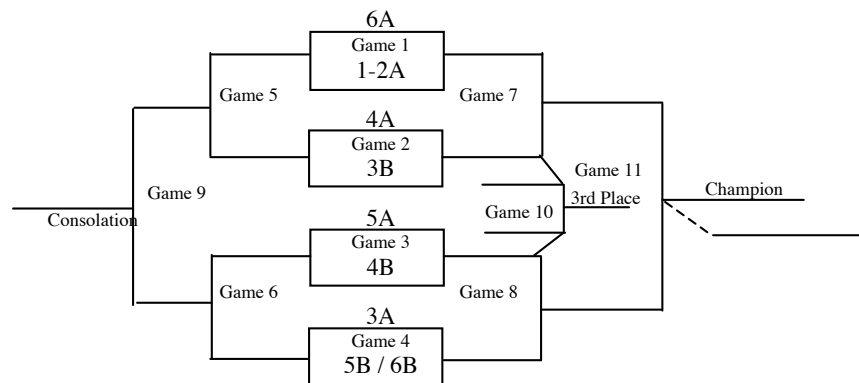 6A
Game 1
1-2A
Game 5
Game 7
4A
Game 2
3B
Game 11
Game 9
Champion
3rd Place
Game 10
Consolation
5A
Game 3
4B
Game 6
Game 8
3A
Game 4
5B / 6B